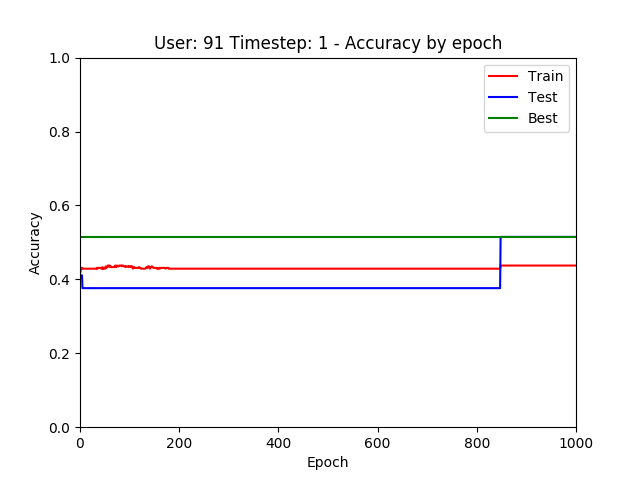 User: 91 Timestep: 1 - Accuracy by epoch
1.0
0.8
0.6
0.4
0.2
0.0
Accuracy
Train
Test
Best
0 200 400 600 800 1000
Epoch